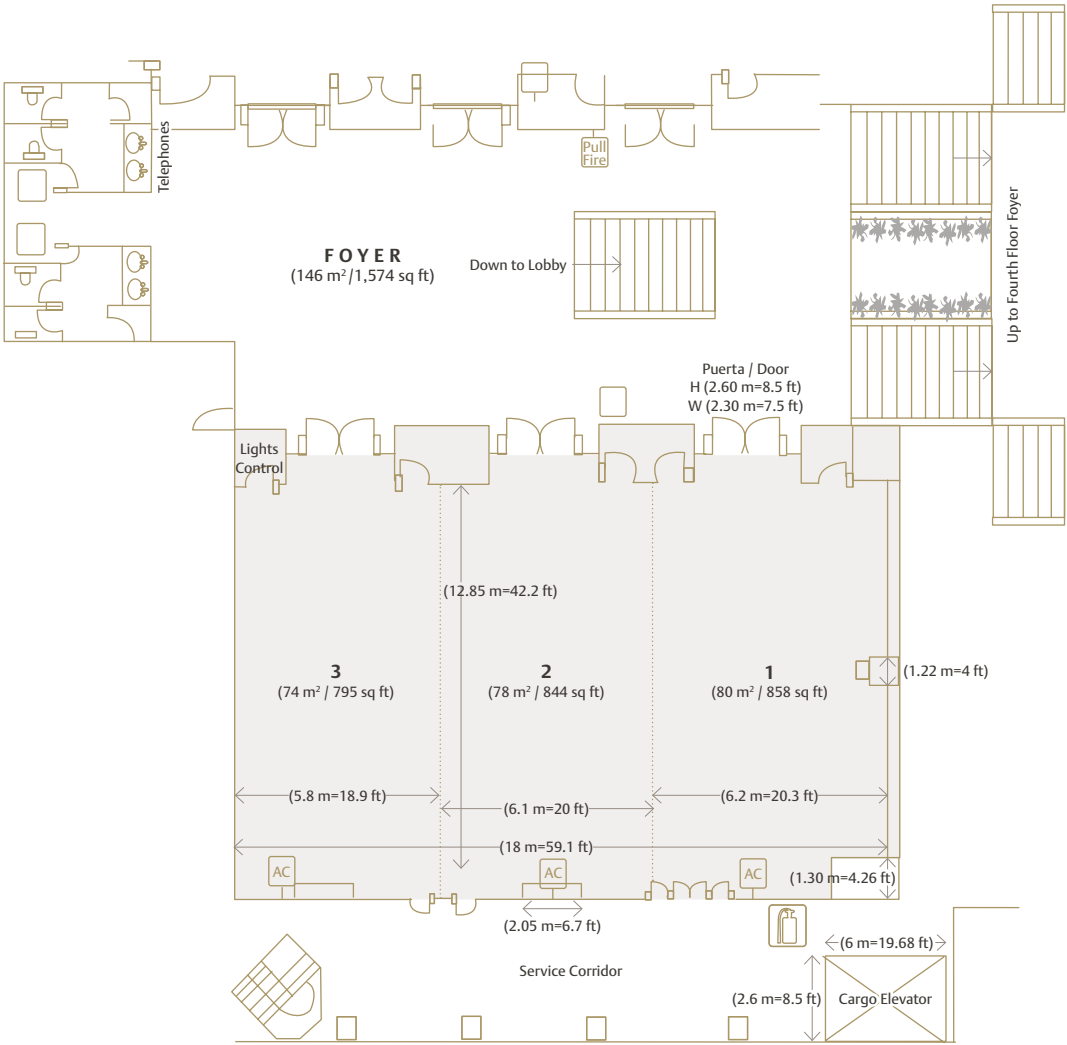 Telephones
Pull
Fire
FOYER
(146 m²/1,574 sq ft)
Down to Lobby
Up to Fourth Floor Foyer
Puerta / Door
H (2.60 m=8.5 ft)
W (2.30 m=7.5 ft)
Lights
Control
(12.85 m=42.2 ft)
3
(74 m² / 795 sq ft)
2
(78 m² / 844 sq ft)
1
(80 m² / 858 sq ft)
(1.22 m=4 ft)
(5.8 m=18.9 ft)
(6.1 m=20 ft)
(6.2 m=20.3 ft)
(18 m=59.1 ft)
AC
AC
AC
(1.30 m=4.26 ft)
(2.05 m=6.7 ft)
(6 m=19.68 ft)
Service Corridor
(2.6 m=8.5 ft)
Cargo Elevator